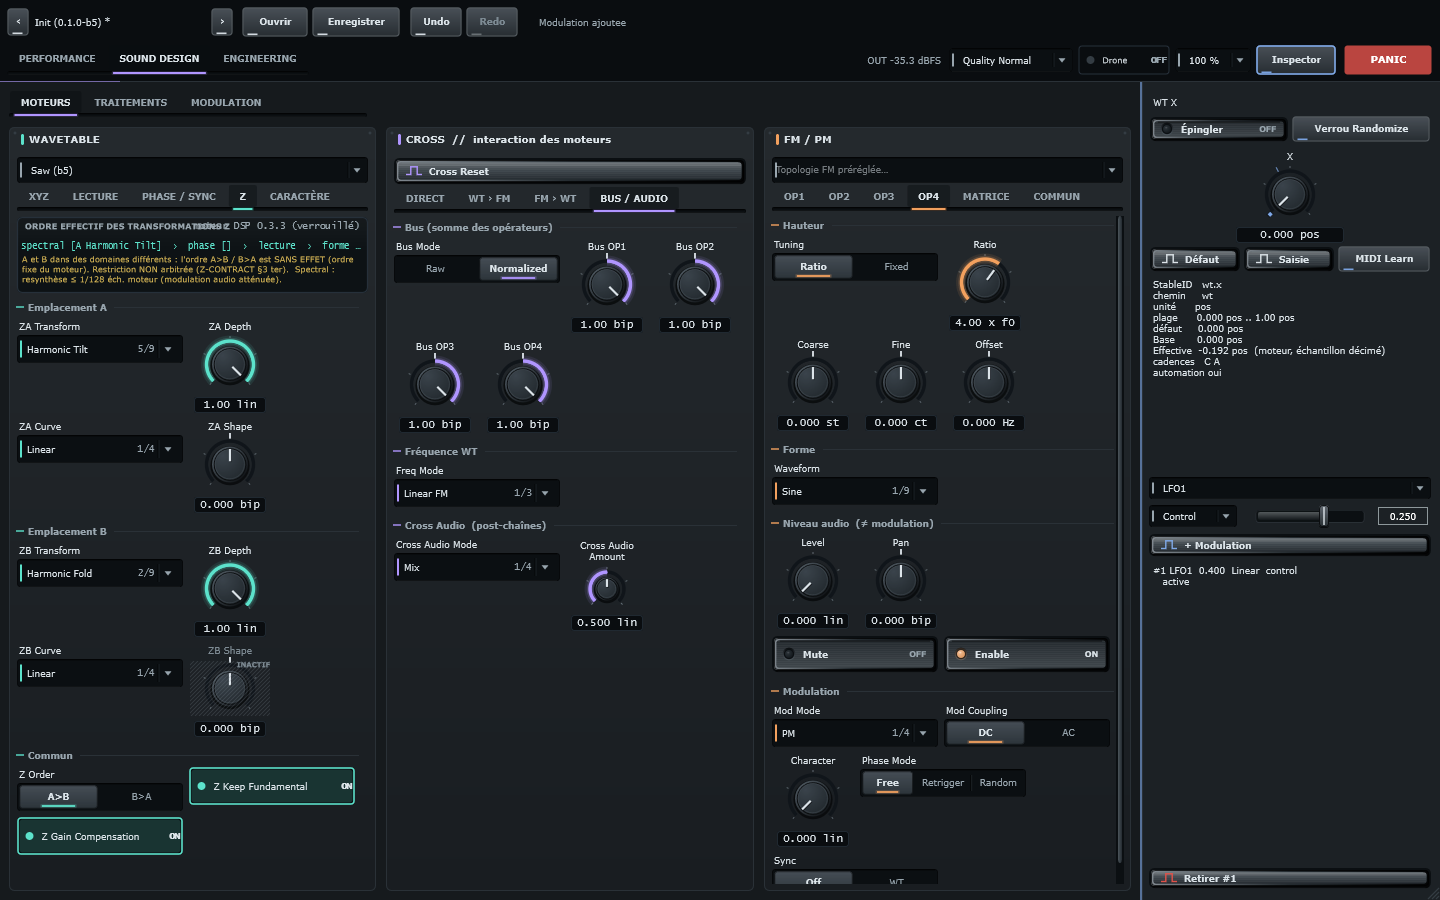 ‹ Init (0.1.0-b5) * › Ouvrir Enregistrer Undo Redo Modulation ajoutee
PERFORMANCE SOUND DESIGN ENGINEERING
OUT -35.3 dBFS Quality Normal Drone OFF 100 % Inspector PANIC
MOTEURS TRAITEMENTS MODULATION
WAVETABLE
Saw (b5)
XYZ LECTURE PHASE / SYNC Z CARACTÈRE
ORDRE EFFECTIF DES TRANSFORMATIONS Z DSP 0.3.3 (verrouillé)
spectral [A Harmonic Tilt] › phase [] › lecture › forme …
A et B dans des domaines différents : l'ordre A>B / B>A est SANS EFFET (ordre
fixe du moteur). Restriction NON arbitrée (Z-CONTRACT §3 ter). Spectral :
resynthèse ≤ 1/128 éch. moteur (modulation audio atténuée).
Emplacement A
ZA Transform ZA Depth
Harmonic Tilt 5/9
1.00 lin
ZA Curve ZA Shape
Linear 1/4
0.000 bip
Emplacement B
ZB Transform ZB Depth
Harmonic Fold 2/9
1.00 lin
ZB Curve ZB Shape
INACTIF
Linear 1/4
0.000 bip
Commun
Z Order
A>B B>A
Z Keep Fundamental ON
Z Gain Compensation ON
CROSS // interaction des moteurs
Cross Reset
DIRECT WT › FM FM › WT BUS / AUDIO
Bus (somme des opérateurs)
Bus Mode Bus OP1 Bus OP2
Raw Normalized
1.00 bip 1.00 bip
Bus OP3 Bus OP4
1.00 bip 1.00 bip
Fréquence WT
Freq Mode
Linear FM 1/3
Cross Audio (post-chaînes)
Cross Audio Mode Cross Audio
Amount
Mix 1/4
0.500 lin
FM / PM
Topologie FM préréglée…
OP1 OP2 OP3 OP4 MATRICE COMMUN
Hauteur
Tuning Ratio
Ratio Fixed
4.00 x f0
Coarse Fine Offset
0.000 st 0.000 ct 0.000 Hz
Forme
Waveform
Sine 1/9
Niveau audio (≠ modulation)
Level Pan
0.000 lin 0.000 bip
Mute OFF Enable ON
Modulation
Mod Mode Mod Coupling
PM 1/4 DC AC
Character Phase Mode
Free Retrigger Random
0.000 lin
Sync
Off WT
WT X
Épingler OFF Verrou Randomize
X
0.000 pos
Défaut Saisie MIDI Learn
StableID wt.x
chemin wt
unité pos
plage 0.000 pos .. 1.00 pos
défaut 0.000 pos
Base 0.000 pos
Effective -0.192 pos (moteur, échantillon décimé)
cadences C A
automation oui
LFO1
Control 0.250
+ Modulation
#1 LFO1 0.400 Linear control
active
Retirer #1